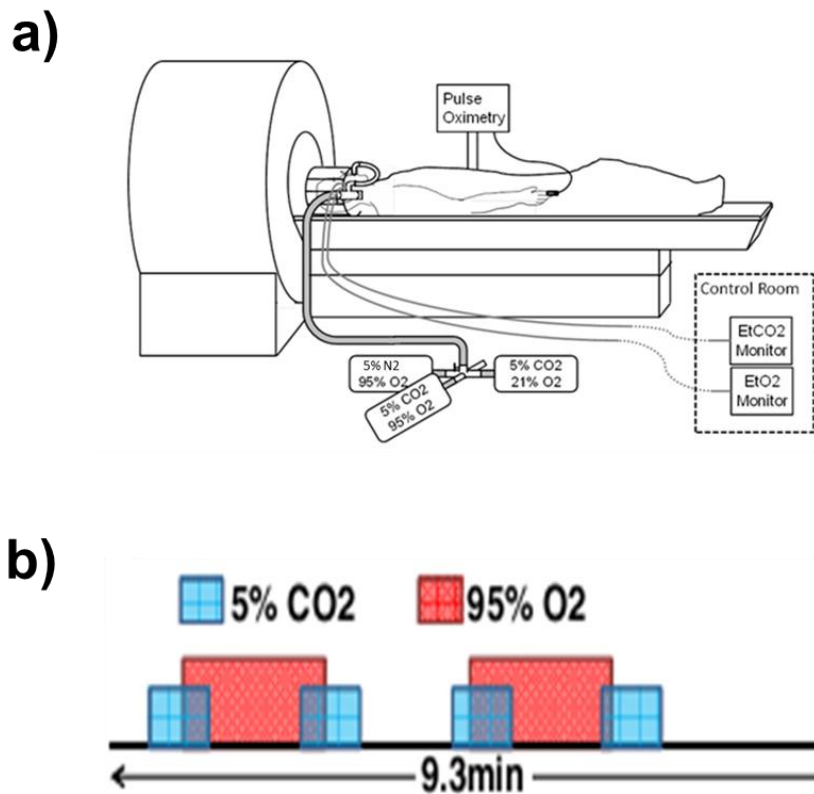 a)
Pulse
Oximetry
Control Room
EtCO2
Monitor
EtO2
Monitor
5% N2
95% O2
5% CO2
95% O2
5% CO2
21% O2
b)
5% CO2
95% O2
9.3min